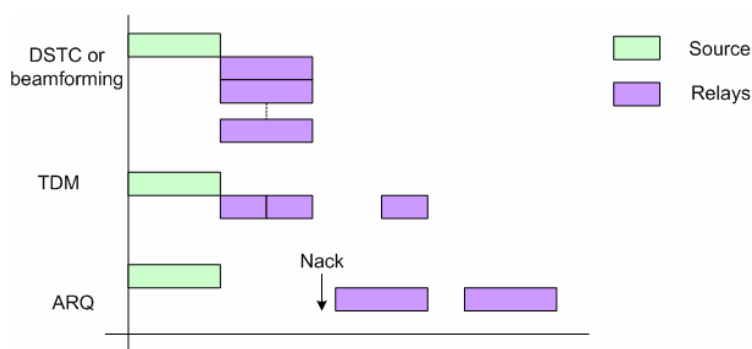 DSTC or
beamforming
Source
Relays
TDM
Nack
ARQ